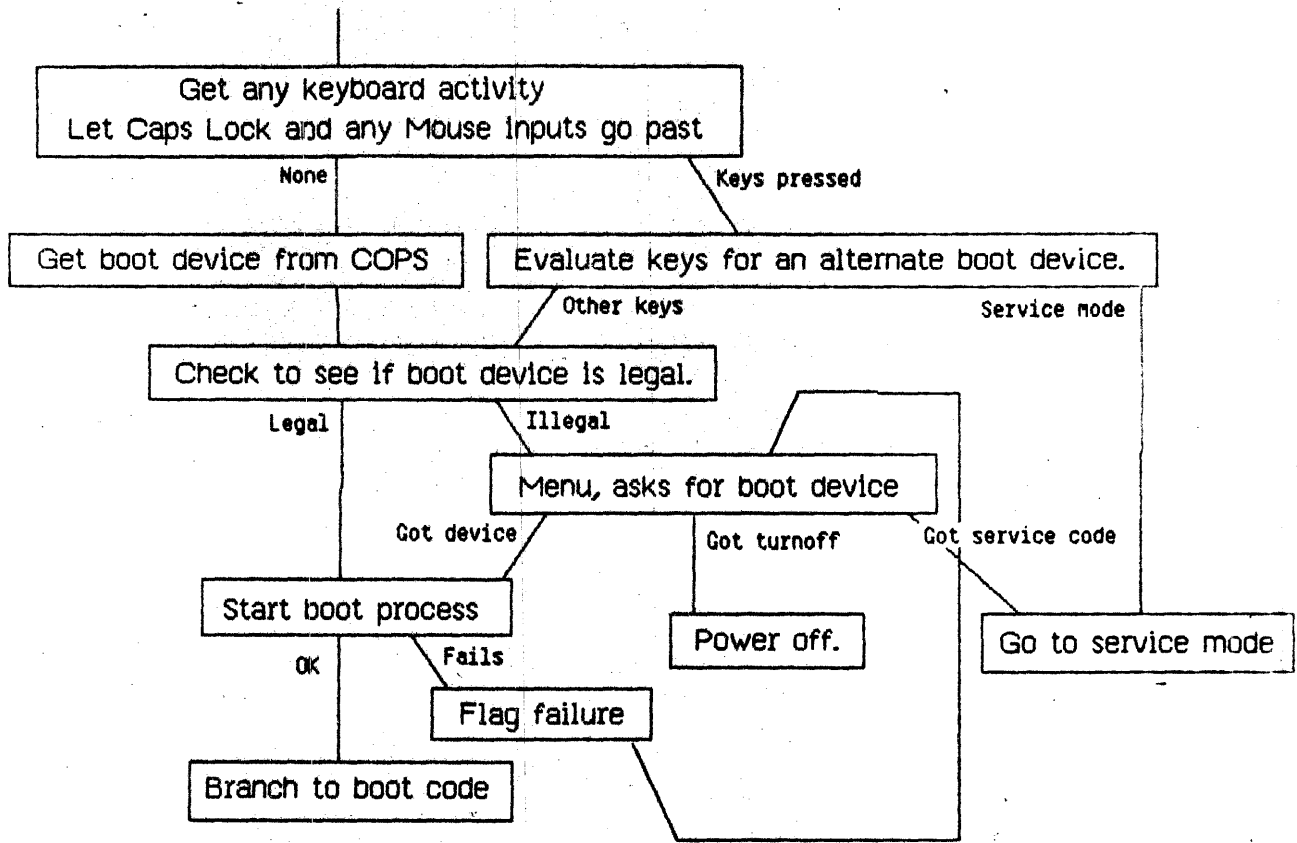 Get any keyboard activity
Let Caps Lock and any Mouse inputs go past
None
Keys pressed
Get boot device from COPS
Evaluate keys for an alternate boot device.
Other keys
Service mode
Check to see if boot device is legal.
Legal
Illegal
Menu, asks for boot device
Got device
Got turnoff
Got service code
Start boot process
Power off.
Go to service mode
OK
Fails
Flag failure
Branch to boot code